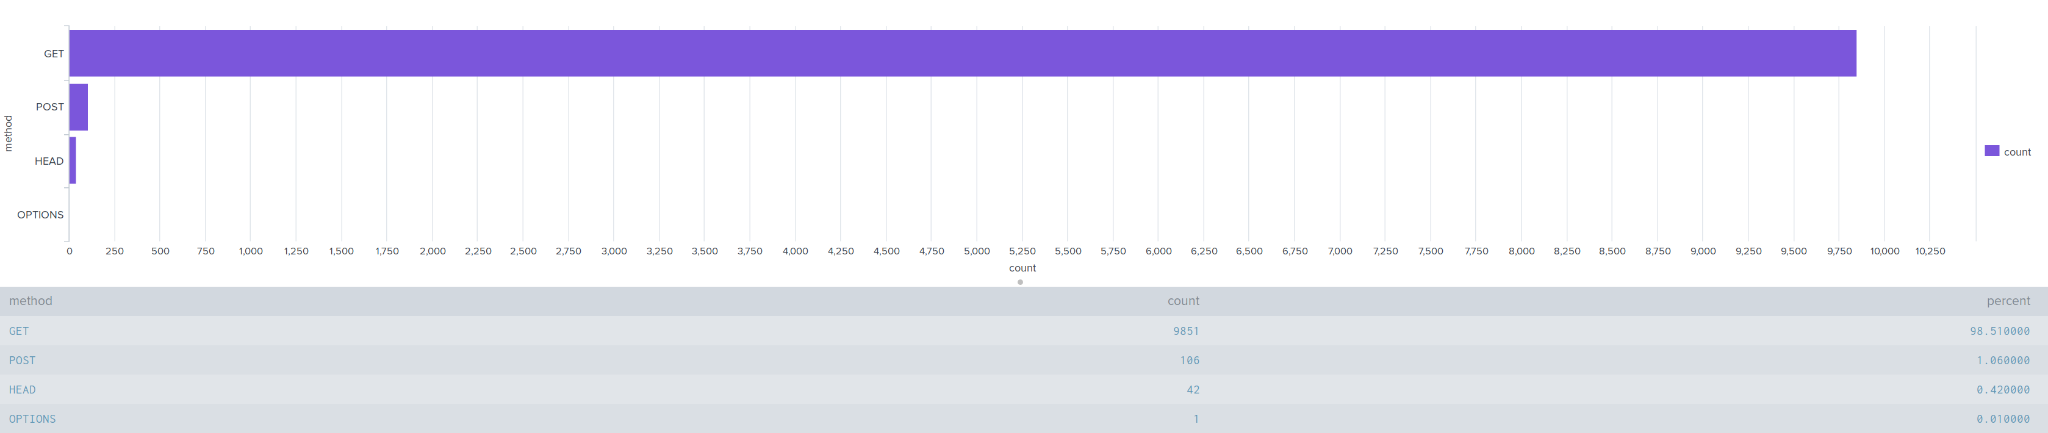 GET
POST
HEAD
OPTIONS
method
0 250 500 750 1,000 1,250 1,500 1,750 2,000 2,250 2,500 2,750 3,000 3,250 3,500 3,750 4,000 4,250 4,500 4,750 5,000 5,250 5,500 5,750 6,000 6,250 6,500 6,750 7,000 7,250 7,500 7,750 8,000 8,250 8,500 8,750 9,000 9,250 9,500 9,750 10,000 10,250
count
count
method count percent
GET 9851 98.510000
POST 106 1.060000
HEAD 42 0.420000
OPTIONS 1 0.010000